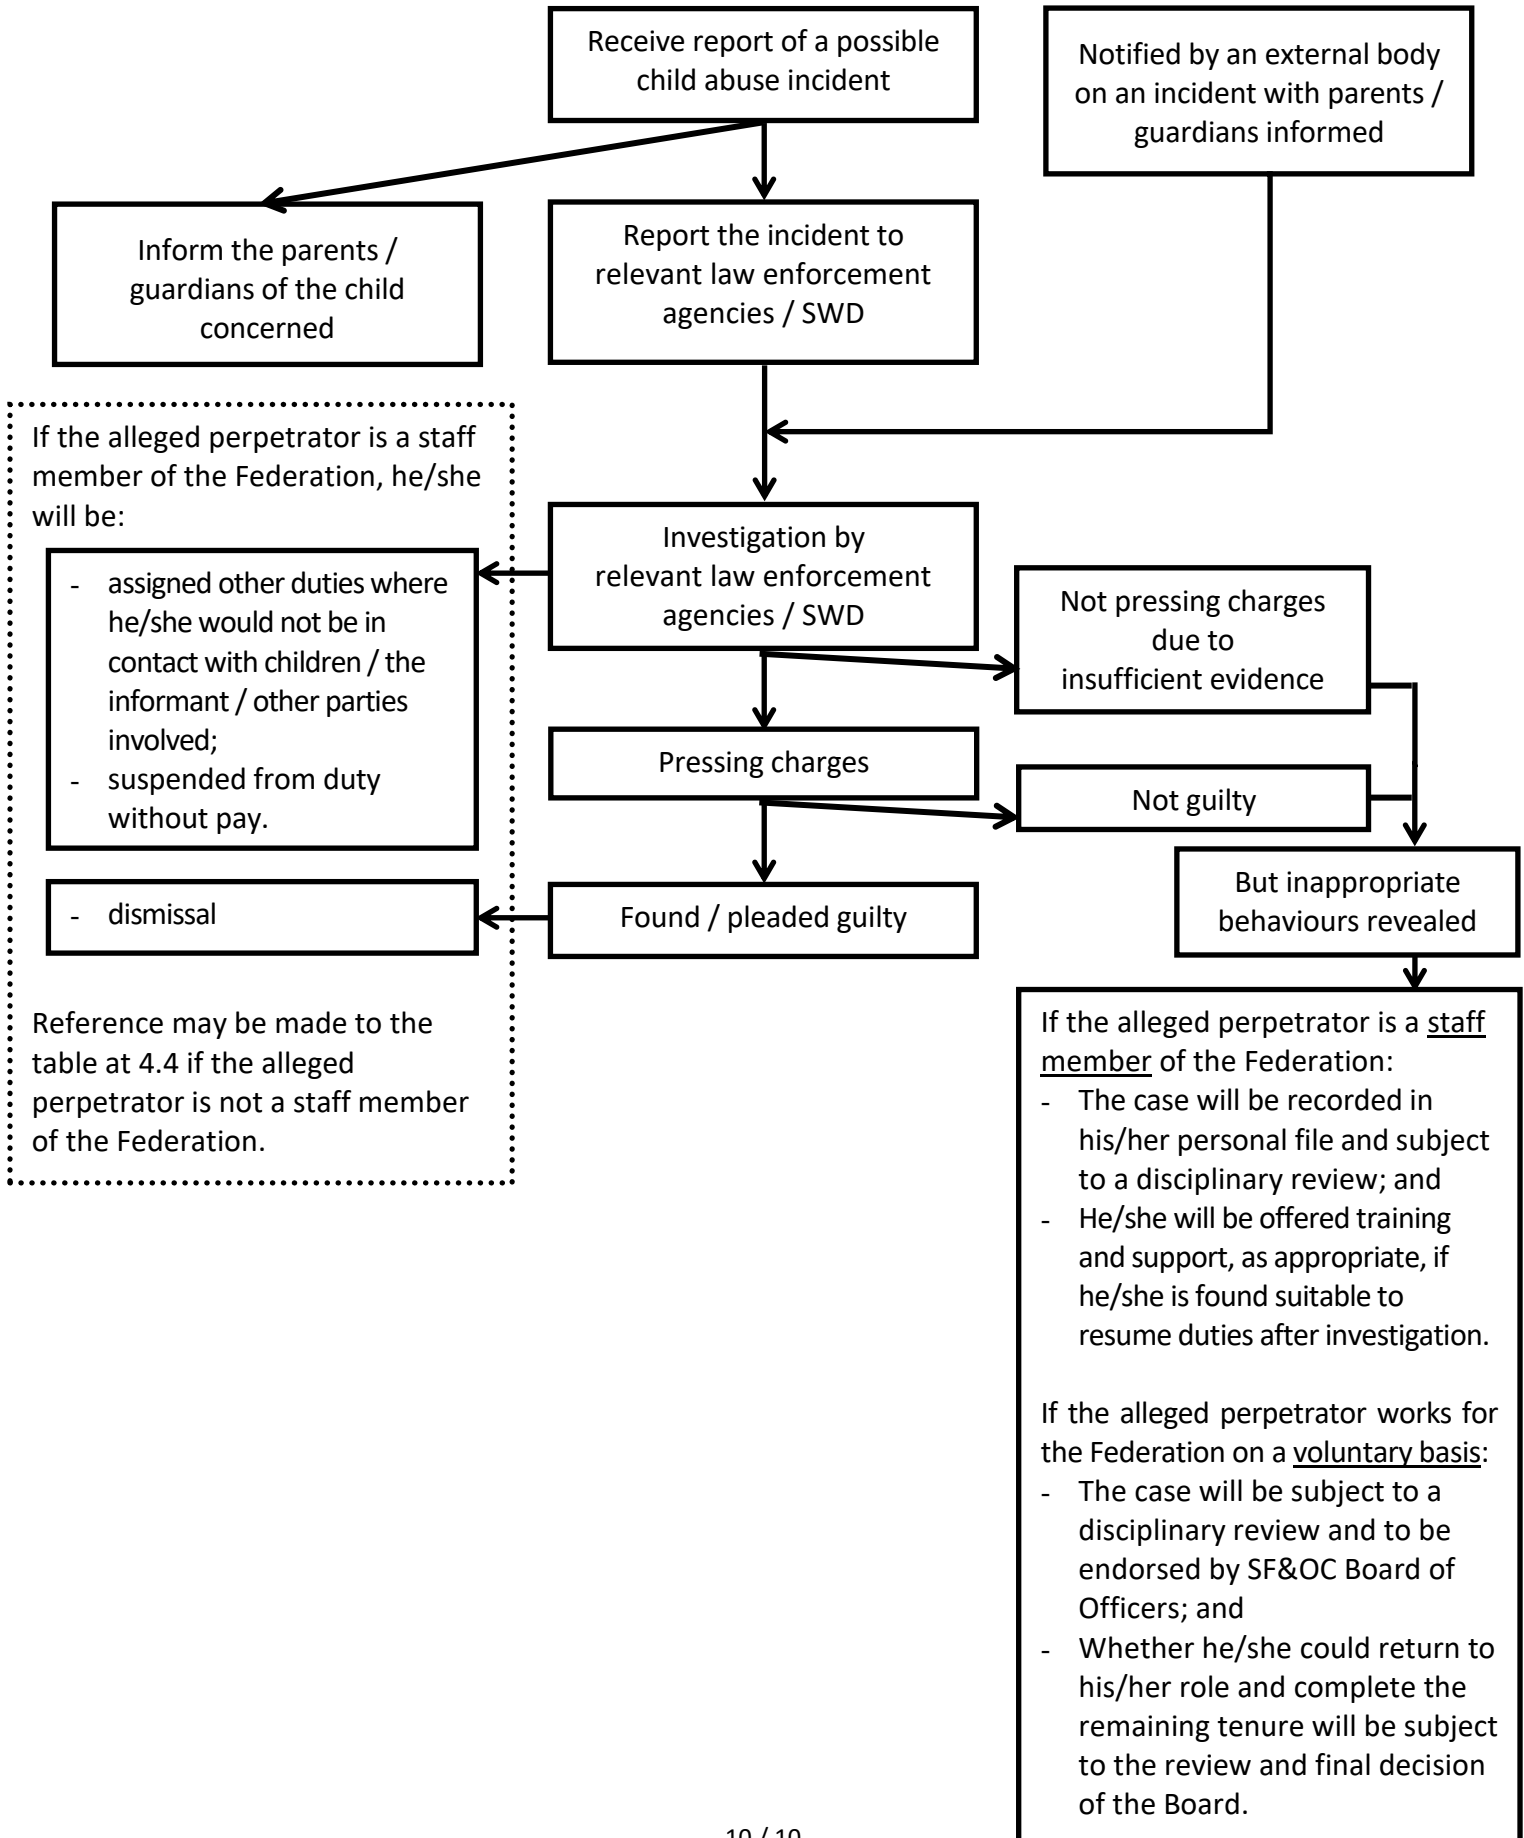 Receive report of a possible
child abuse incident
Notified by an external body
on an incident with parents /
guardians informed
Inform the parents /
guardians of the child
concerned
Report the incident to
relevant law enforcement
agencies / SWD
If the alleged perpetrator is a staff
member of the Federation, he/she
will be:
- assigned other duties where
he/she would not be in
contact with children / the
informant / other parties
involved;
- suspended from duty
without pay.
- dismissal
Reference may be made to the
table at 4.4 if the alleged
perpetrator is not a staff member
of the Federation.
Investigation by
relevant law enforcement
agencies / SWD
Not pressing charges
due to
insufficient evidence
Pressing charges
Not guilty
Found / pleaded guilty
But inappropriate
behaviours revealed
If the alleged perpetrator is a staff
member of the Federation:
- The case will be recorded in
his/her personal file and subject
to a disciplinary review; and
- He/she will be offered training
and support, as appropriate, if
he/she is found suitable to
resume duties after investigation.
If the alleged perpetrator works for
the Federation on a voluntary basis:
- The case will be subject to a
disciplinary review and to be
endorsed by SF&OC Board of
Officers; and
- Whether he/she could return to
his/her role and complete the
remaining tenure will be subject
to the review and final decision
of the Board.
10 / 10